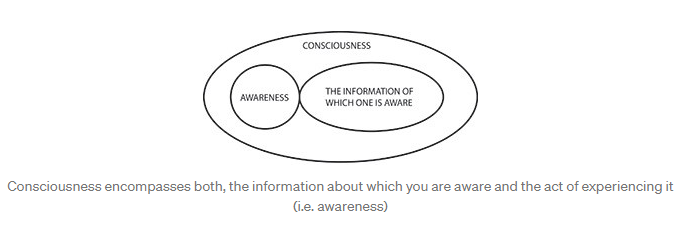 CONSCIOUSNESS
AWARENESS
THE INFORMATION OF
WHICH ONE IS AWARE
Consciousness encompasses both, the information about which you are aware and the act of experiencing it
(i.e. awareness)